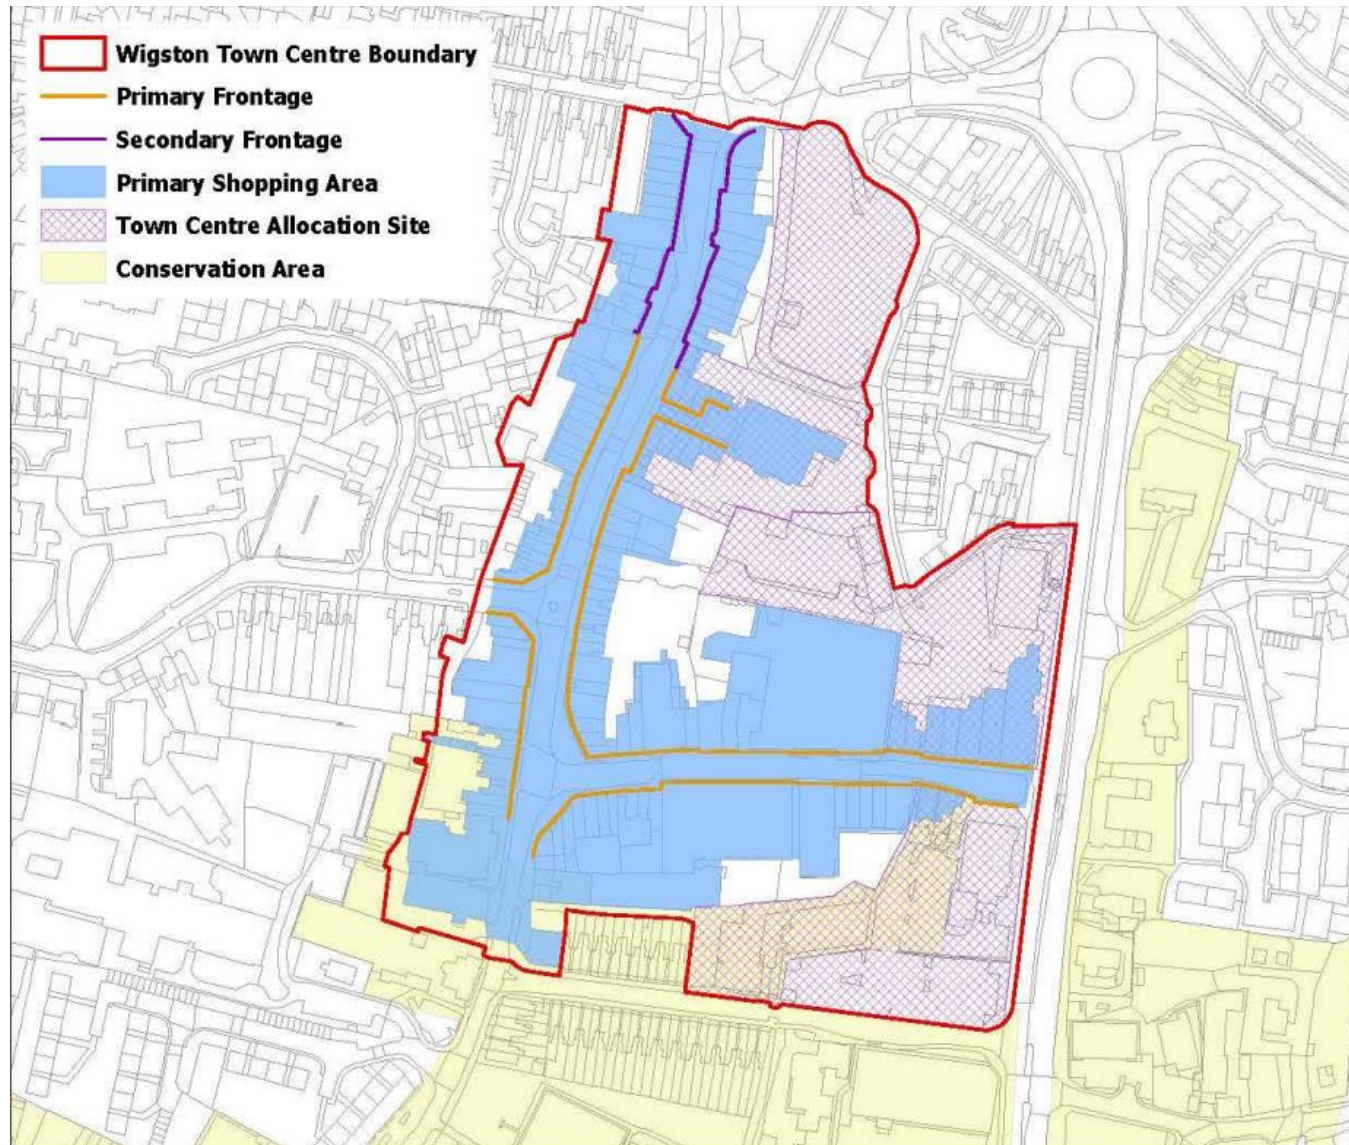 Wigston Town Centre Boundary
Primary Frontage
Secondary Frontage
Primary Shopping Area
Town Centre Allocation Site
Conservation Area